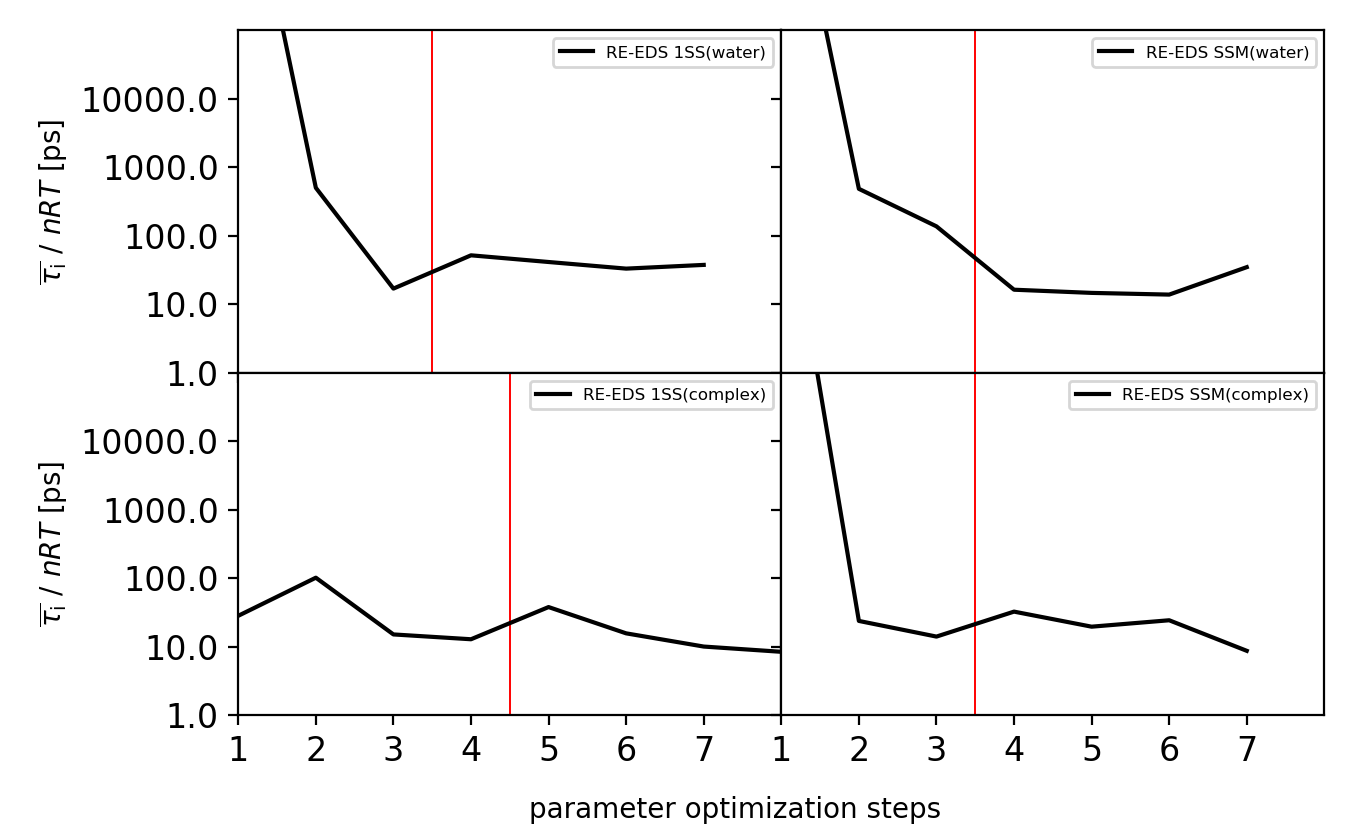 RE-EDS 1SS(water)
RE-EDS SSM(water)
10000.0
1000.0
100.0
10.0
1.0
τ̅i / nRT [ps]
RE-EDS 1SS(complex)
RE-EDS SSM(complex)
10000.0
1000.0
100.0
10.0
1.0
τ̅i / nRT [ps]
1 2 3 4 5 6 7 1 2 3 4 5 6 7
parameter optimization steps